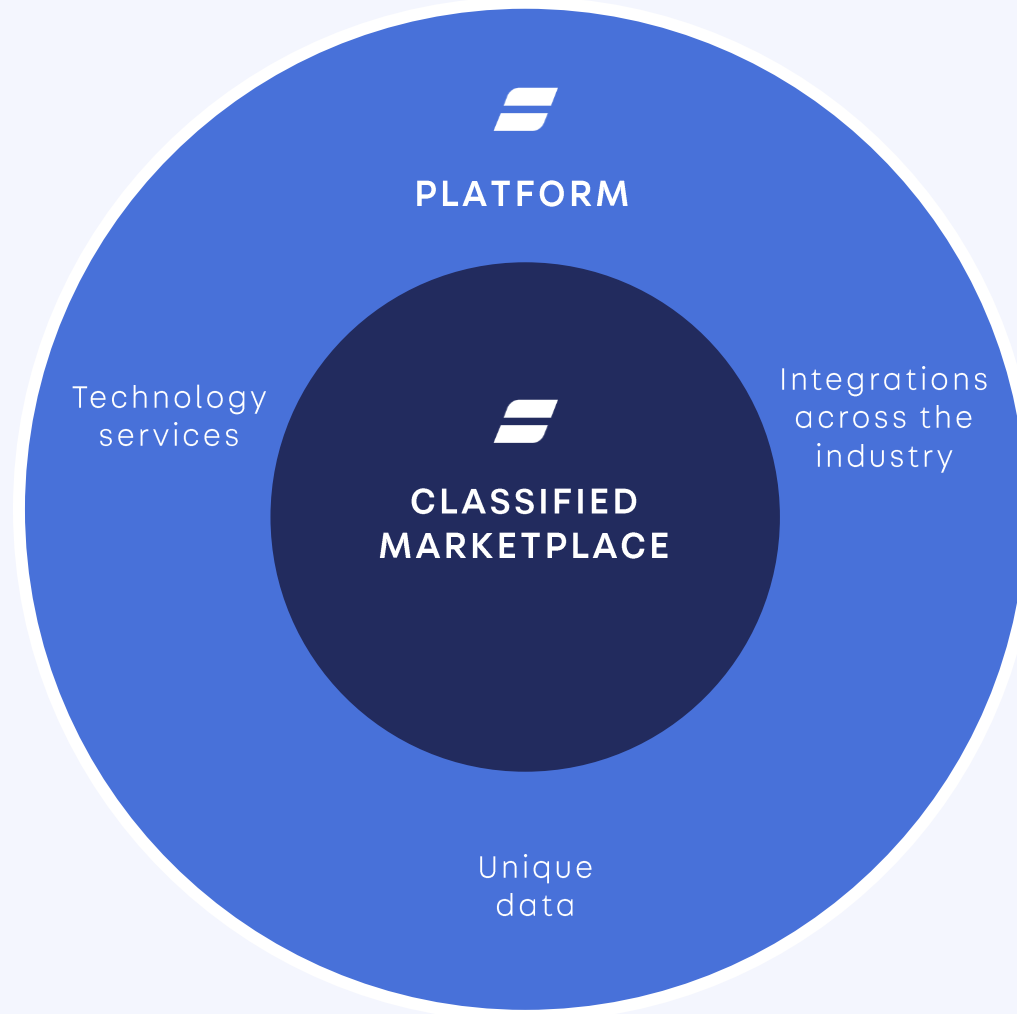 PLATFORM
Technology
services
Integrations
across the
industry
CLASSIFIED
MARKETPLACE
Unique
data